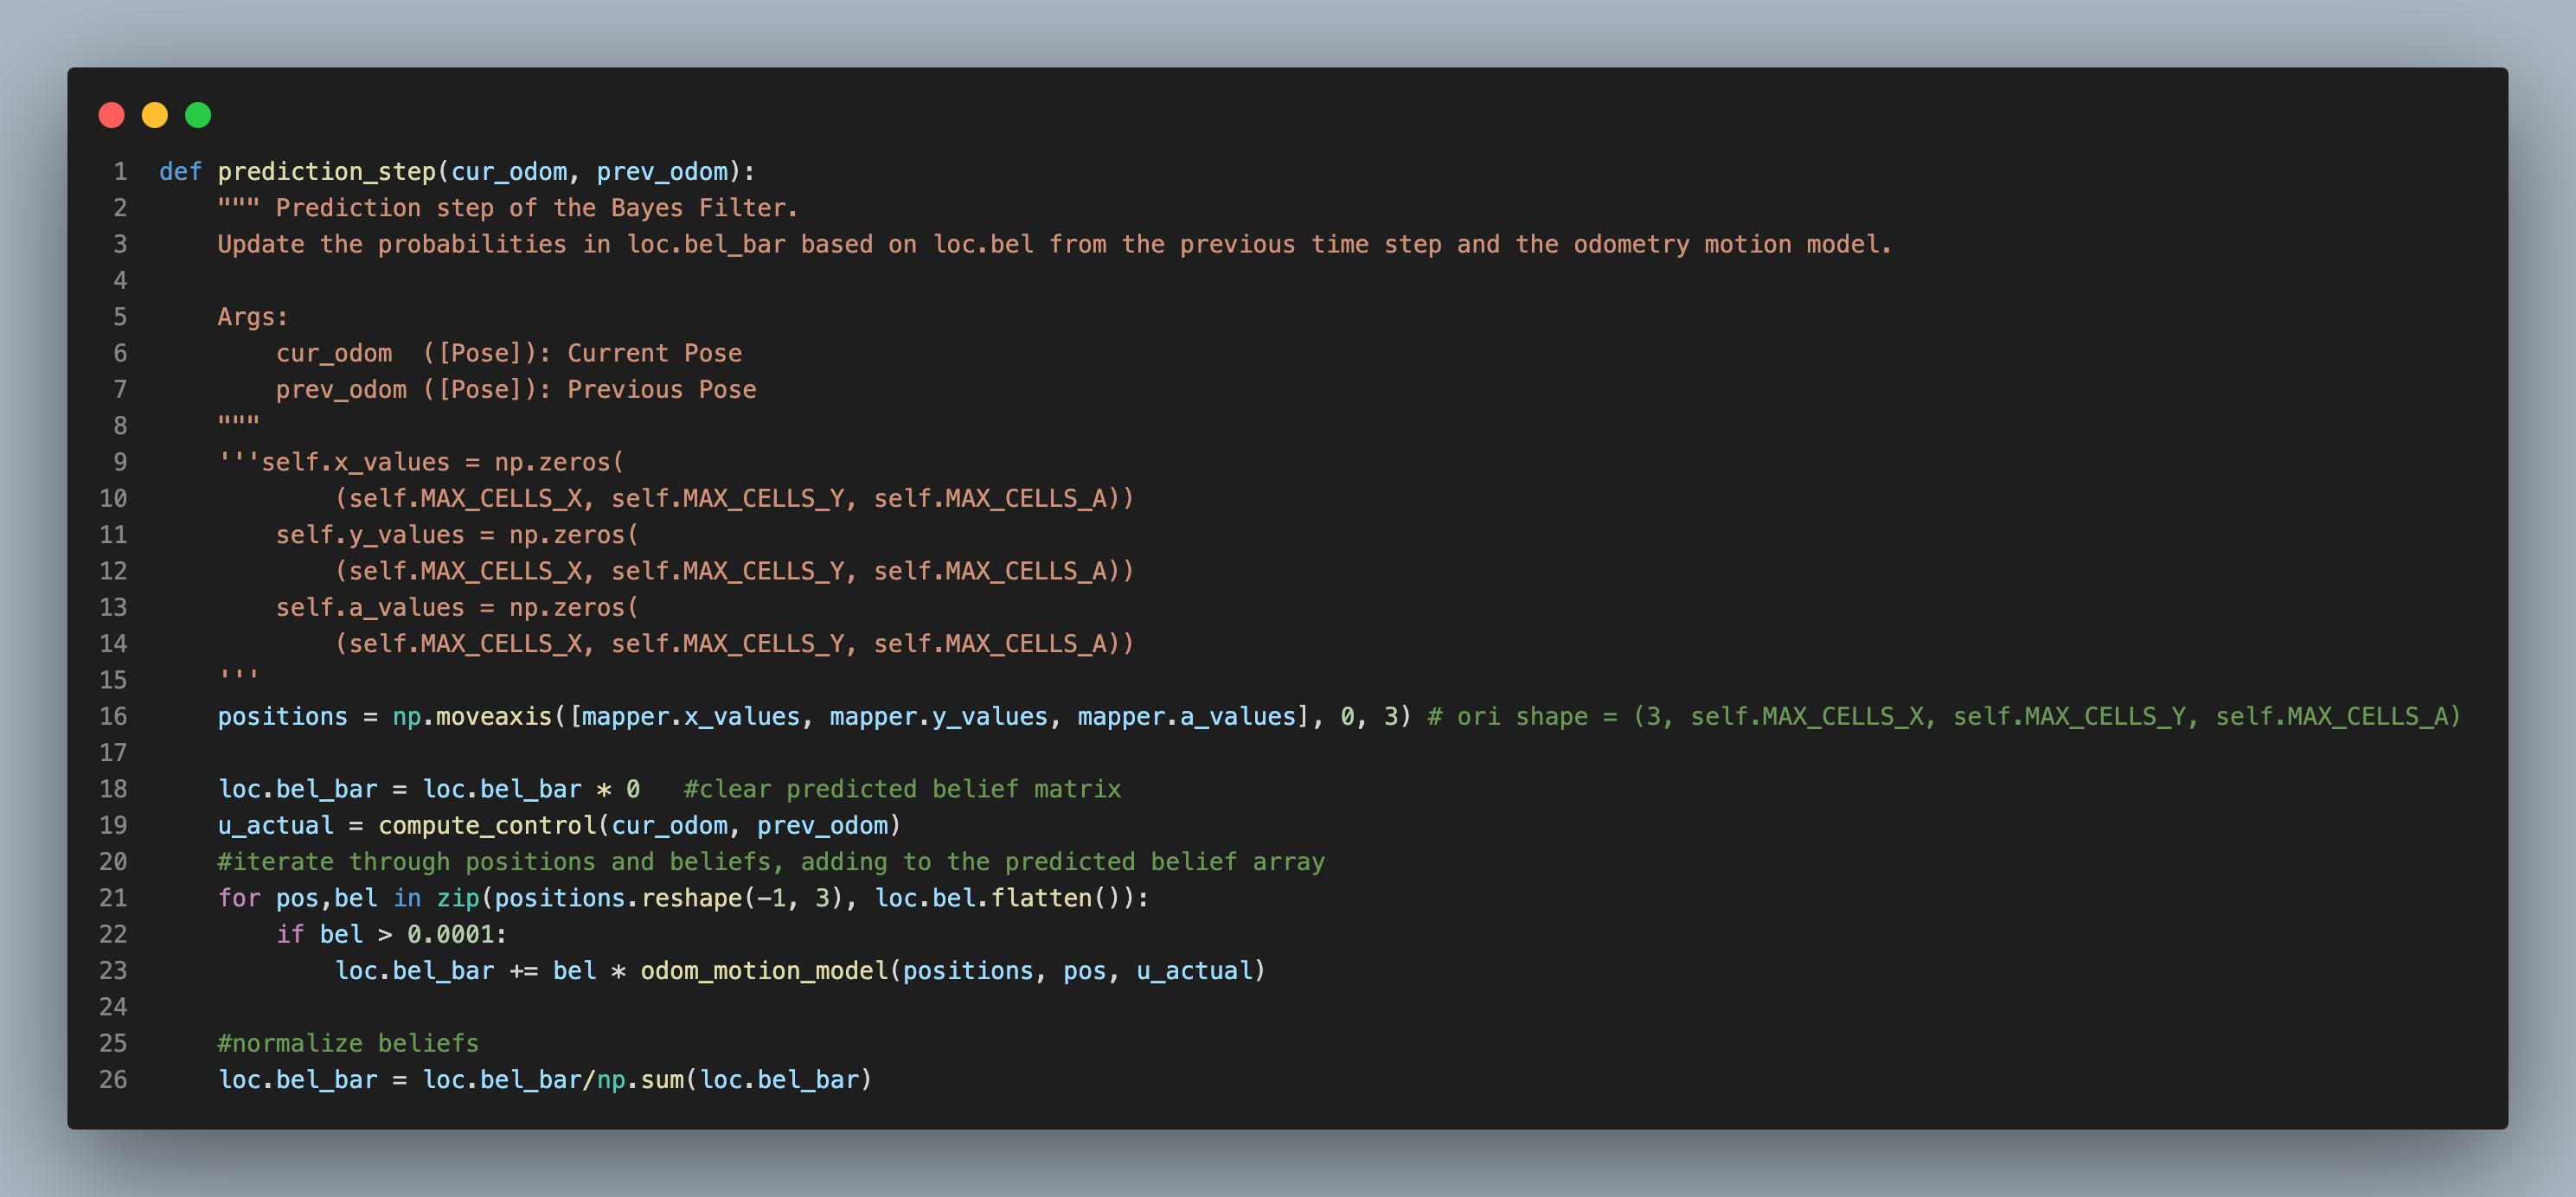 1 def prediction_step(cur_odom, prev_odom):
2     """ Prediction step of the Bayes Filter.
3     Update the probabilities in loc.bel_bar based on loc.bel from the previous time step and the odometry motion model.
4
5     Args:
6         cur_odom  ([Pose]): Current Pose
7         prev_odom ([Pose]): Previous Pose
8     """
9     '''self.x_values = np.zeros(
10             (self.MAX_CELLS_X, self.MAX_CELLS_Y, self.MAX_CELLS_A))
11         self.y_values = np.zeros(
12             (self.MAX_CELLS_X, self.MAX_CELLS_Y, self.MAX_CELLS_A))
13         self.a_values = np.zeros(
14             (self.MAX_CELLS_X, self.MAX_CELLS_Y, self.MAX_CELLS_A))
15     '''
16     positions = np.moveaxis([mapper.x_values, mapper.y_values, mapper.a_values], 0, 3) # ori shape = (3, self.MAX_CELLS_X, self.MAX_CELLS_Y, self.MAX_CELLS_A)
17
18     loc.bel_bar = loc.bel_bar * 0   #clear predicted belief matrix
19     u_actual = compute_control(cur_odom, prev_odom)
20     #iterate through positions and beliefs, adding to the predicted belief array
21     for pos,bel in zip(positions.reshape(-1, 3), loc.bel.flatten()):
22         if bel > 0.0001:
23             loc.bel_bar += bel * odom_motion_model(positions, pos, u_actual)
24
25     #normalize beliefs
26     loc.bel_bar = loc.bel_bar/np.sum(loc.bel_bar)